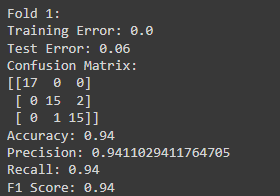 Fold 1:
Training Error: 0.0
Test Error: 0.06
Confusion Matrix:
[[17  0  0]
 [ 0 15  2]
 [ 0  1 15]]
Accuracy: 0.94
Precision: 0.9411029411764705
Recall: 0.94
F1 Score: 0.94